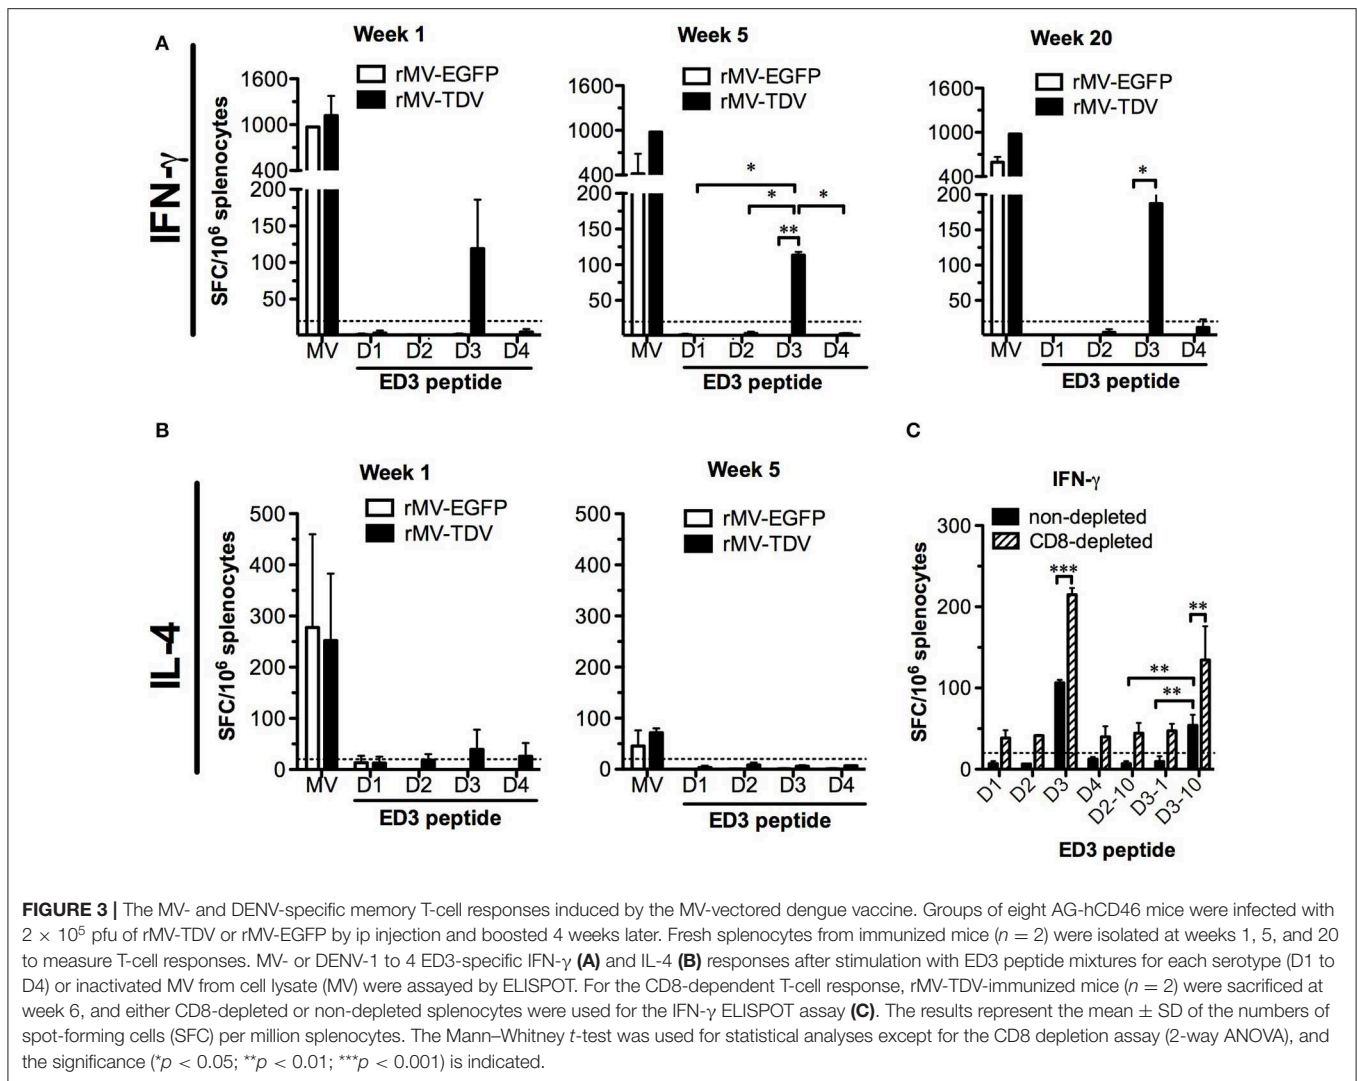 A
IFN-γ
Week 1
rMV-EGFP
rMV-TDV
SFC/10⁶ splenocytes
1600
1000
400
200
150
100
50
MV D1 D2 D3 D4
ED3 peptide
Week 5
rMV-EGFP
rMV-TDV
1600
1000
400
200
150
100
50
*
* *
**
MV D1 D2 D3 D4
ED3 peptide
Week 20
rMV-EGFP
rMV-TDV
1600
1000
400
200
150
100
50
*
MV D1 D2 D3 D4
ED3 peptide
B
IL-4
Week 1
rMV-EGFP
rMV-TDV
SFC/10⁶ splenocytes
500
400
300
200
100
0
MV D1 D2 D3 D4
ED3 peptide
Week 5
rMV-EGFP
rMV-TDV
500
400
300
200
100
0
MV D1 D2 D3 D4
ED3 peptide
C
IFN-γ
non-depleted
CD8-depleted
SFC/10⁶ splenocytes
300
200
100
0
***
**
**
**
D1 D2 D3 D4 D2-10 D3-1 D3-10
ED3 peptide
FIGURE 3 | The MV- and DENV-specific memory T-cell responses induced by the MV-vectored dengue vaccine. Groups of eight AG-hCD46 mice were infected with
2 × 10⁵ pfu of rMV-TDV or rMV-EGFP by ip injection and boosted 4 weeks later. Fresh splenocytes from immunized mice (n = 2) were isolated at weeks 1, 5, and 20
to measure T-cell responses. MV- or DENV-1 to 4 ED3-specific IFN-γ (A) and IL-4 (B) responses after stimulation with ED3 peptide mixtures for each serotype (D1 to
D4) or inactivated MV from cell lysate (MV) were assayed by ELISPOT. For the CD8-dependent T-cell response, rMV-TDV-immunized mice (n = 2) were sacrificed at
week 6, and either CD8-depleted or non-depleted splenocytes were used for the IFN-γ ELISPOT assay (C). The results represent the mean ± SD of the numbers of
spot-forming cells (SFC) per million splenocytes. The Mann–Whitney t-test was used for statistical analyses except for the CD8 depletion assay (2-way ANOVA), and
the significance (*p < 0.05; **p < 0.01; ***p < 0.001) is indicated.